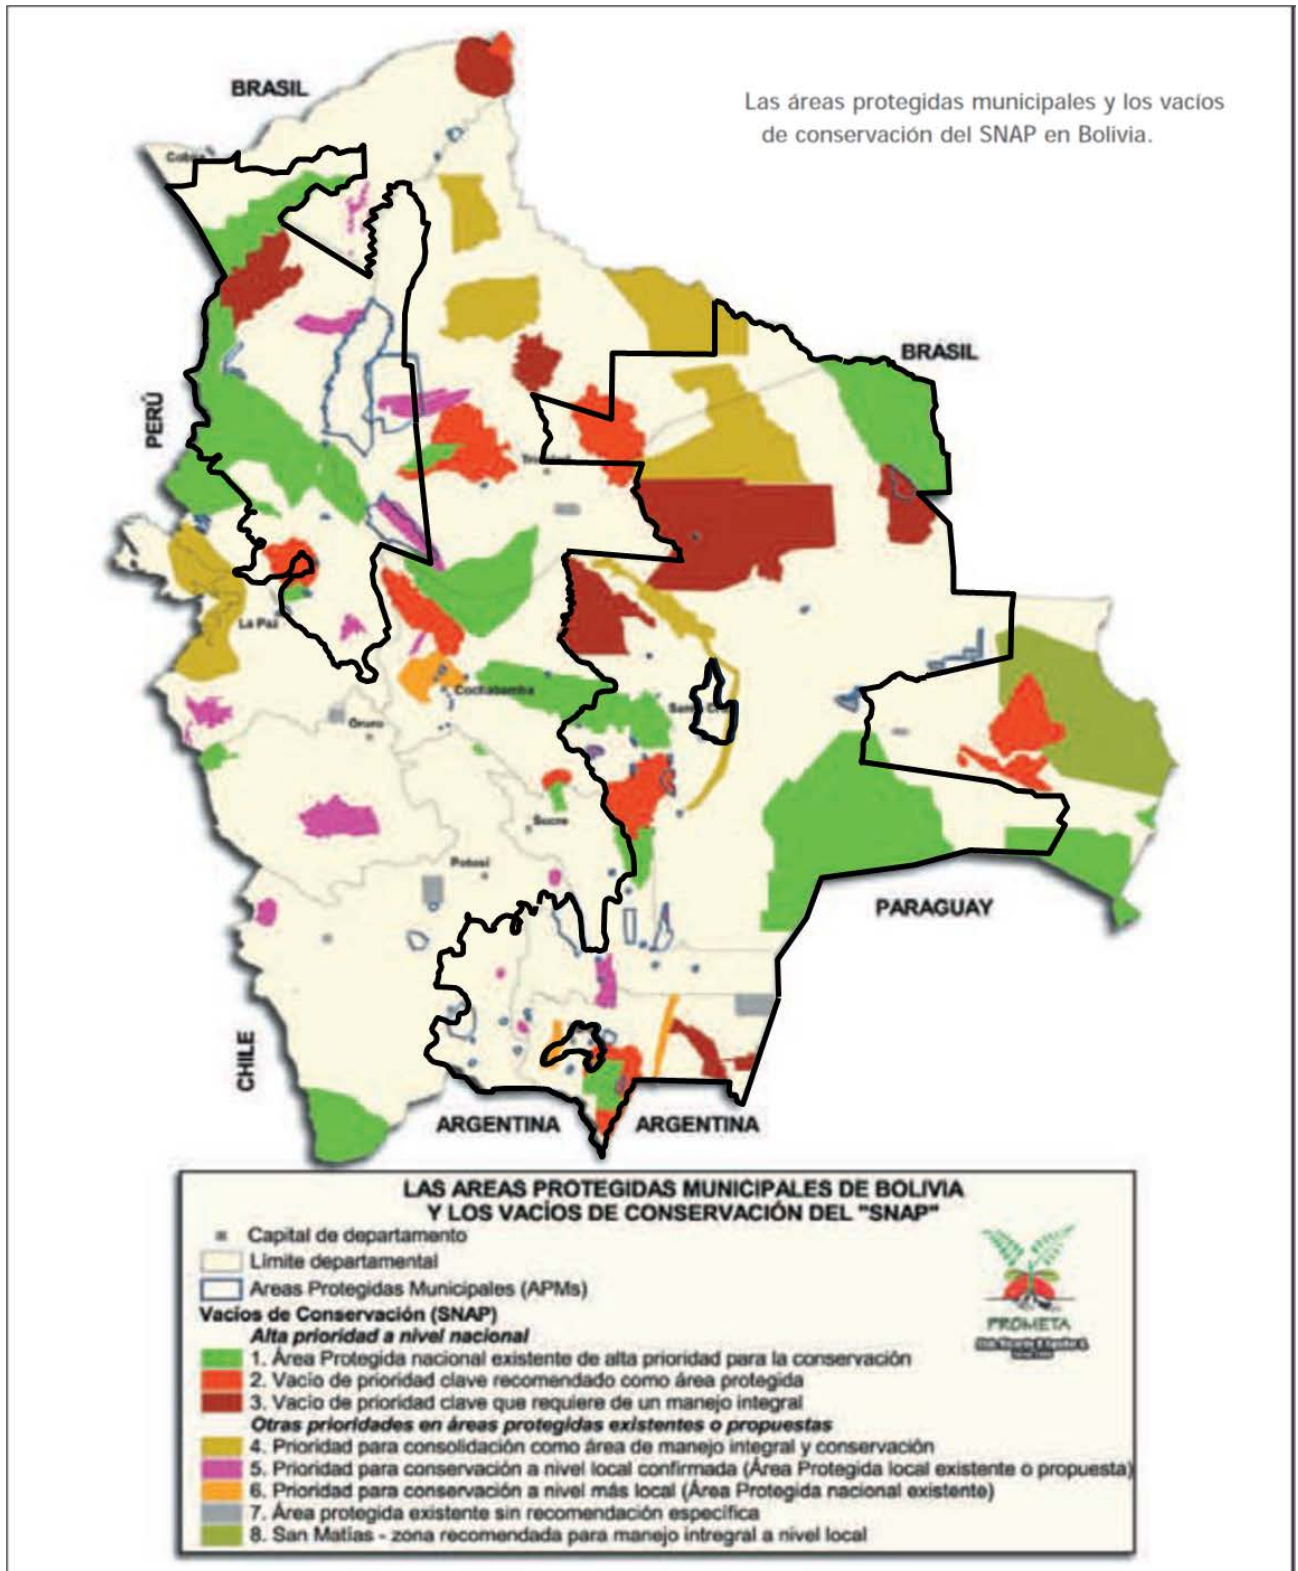 Las áreas protegidas municipales y los vacíos
de conservación del SNAP en Bolivia.
BRASIL
BRASIL
PERÚ
Trinidad
La Paz
Cochabamba
Oruro
Sucre
Potosí
PARAGUAY
CHILE
ARGENTINA
ARGENTINA
LAS AREAS PROTEGIDAS MUNICIPALES DE BOLIVIA
Y LOS VACÍOS DE CONSERVACIÓN DEL "SNAP"
Capital de departamento
Limite departamental
Areas Protegidas Municipales (APMs)
Vacios de Conservación (SNAP)
Alta prioridad a nivel nacional
1. Área Protegida nacional existente de alta prioridad para la conservación
2. Vacio de prioridad clave recomendado como área protegida
3. Vacio de prioridad clave que requiere de un manejo integral
Otras prioridades en áreas protegidas existentes o propuestas
4. Prioridad para consolidación como área de manejo integral y conservación
5. Prioridad para conservación a nivel local confirmada (Área Protegida local existente o propuesta)
6. Prioridad para conservación a nivel más local (Área Protegida nacional existente)
7. Área protegida existente sin recomendación específica
8. San Matías - zona recomendada para manejo intregral a nivel local
PROMETA